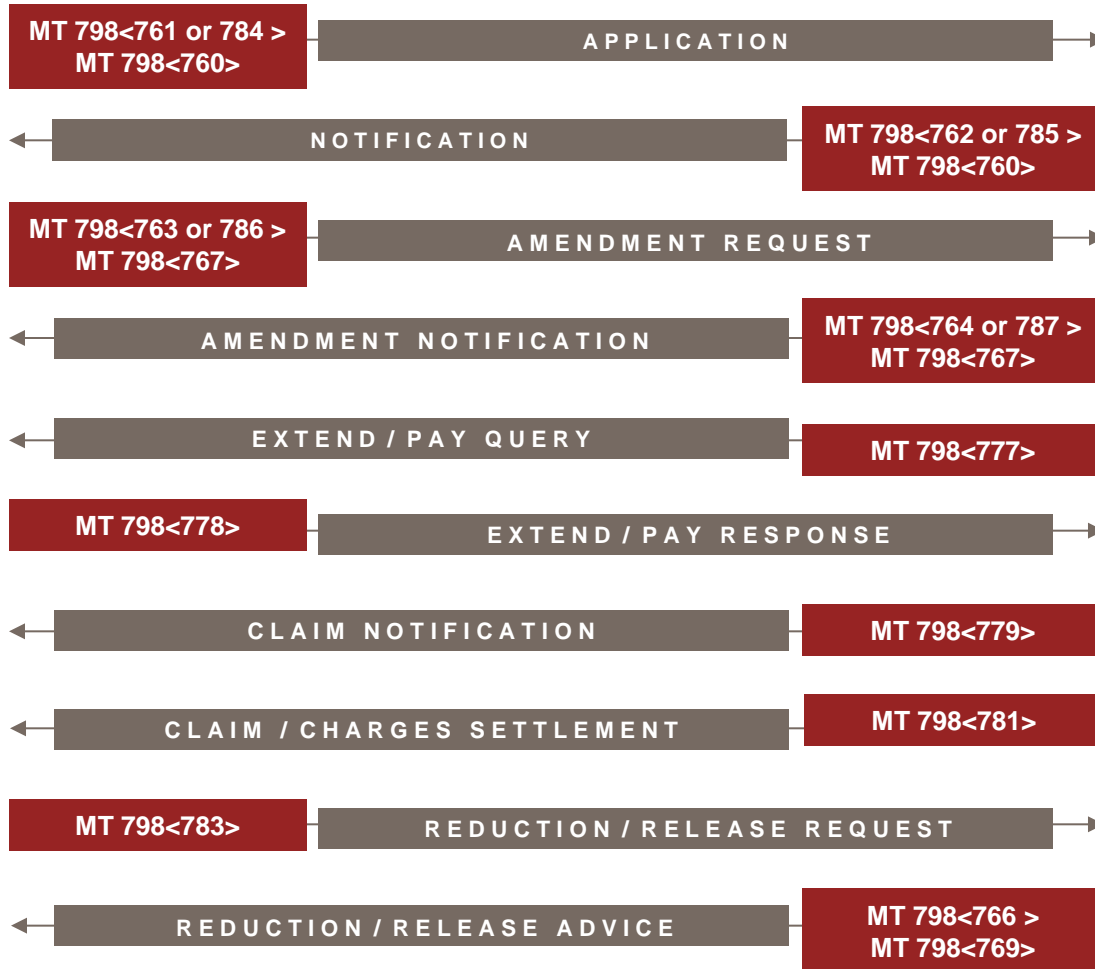 MT 798<761 or 784 >
MT 798<760>
APPLICATION
NOTIFICATION
MT 798<762 or 785 >
MT 798<760>
MT 798<763 or 786 >
MT 798<767>
AMENDMENT REQUEST
AMENDMENT NOTIFICATION
MT 798<764 or 787 >
MT 798<767>
EXTEND / PAY QUERY
MT 798<777>
MT 798<778>
EXTEND / PAY RESPONSE
CLAIM NOTIFICATION
MT 798<779>
CLAIM / CHARGES SETTLEMENT
MT 798<781>
MT 798<783>
REDUCTION / RELEASE REQUEST
REDUCTION / RELEASE ADVICE
MT 798<766 >
MT 798<769>